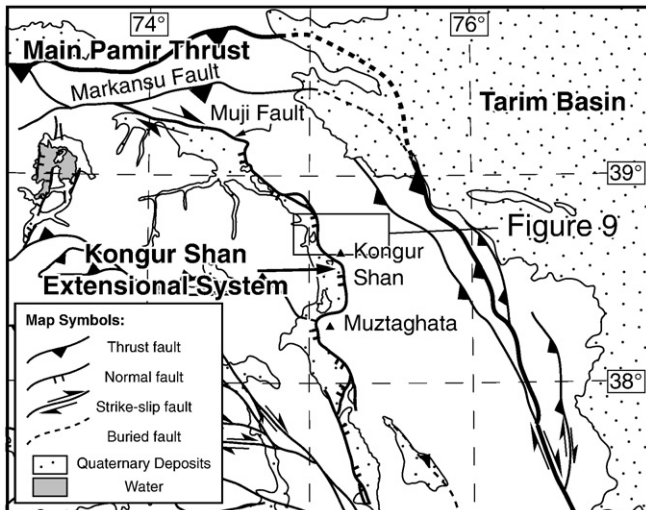 74°
76°
Main Pamir Thrust
Markansu Fault
Muji Fault
Tarim Basin
39°
Figure 9
Kongur Shan
Extensional System
Kongur
Shan
Muztaghata
38°
Map Symbols:
Thrust fault
Normal fault
Strike-slip fault
Buried fault
Quaternary Deposits
Water